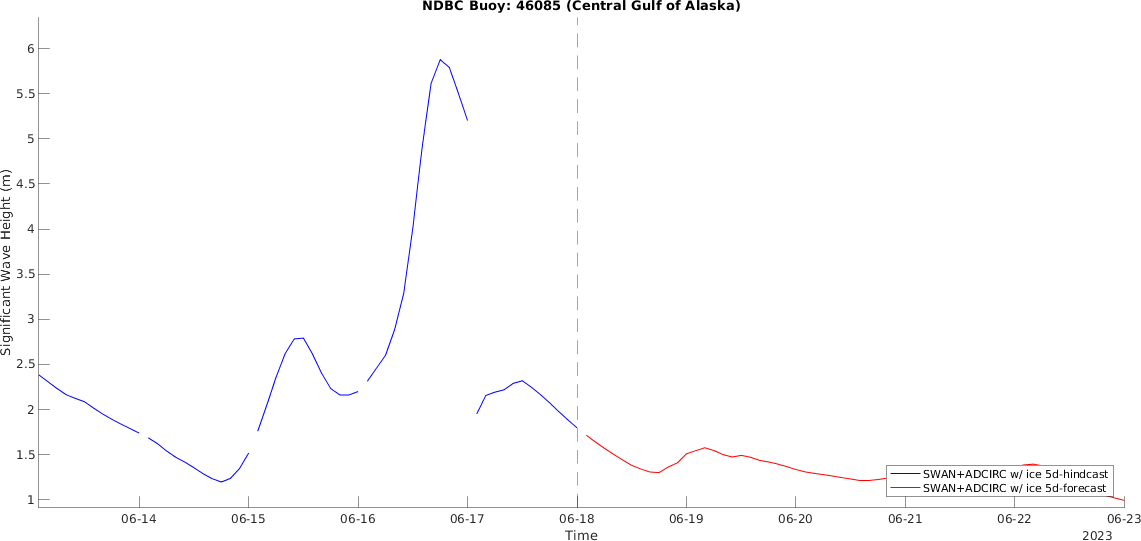 NDBC Buoy: 46085 (Central Gulf of Alaska)
Significant Wave Height (m)
6
5.5
5
4.5
4
3.5
3
2.5
2
1.5
1
SWAN+ADCIRC w/ ice 5d-hindcast
SWAN+ADCIRC w/ ice 5d-forecast
06-14 06-15 06-16 06-17 06-18 06-19 06-20 06-21 06-22 06-23
Time
2023